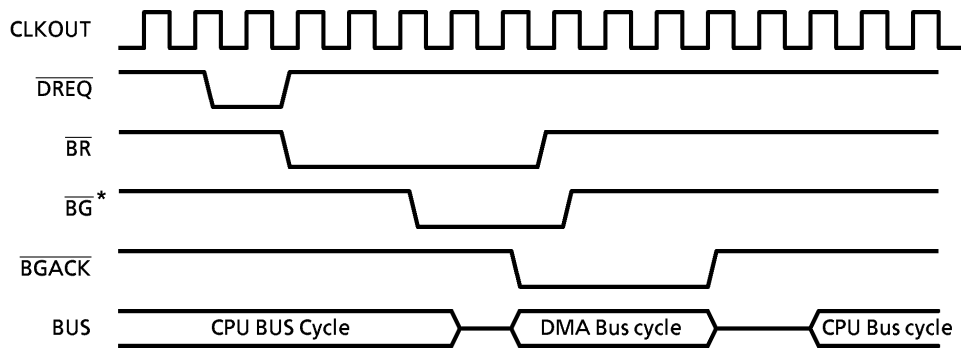 CLKOUT
DREQ
BR
BG*
BGACK
BUS CPU BUS Cycle DMA Bus cycle CPU Bus cycle